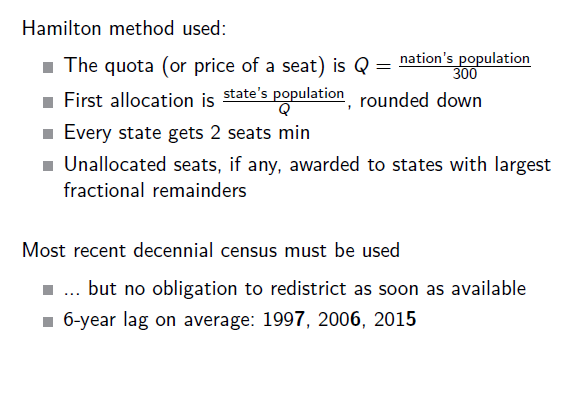 Hamilton method used:
The quota (or price of a seat) is Q = nation's population / 300
First allocation is state's population / Q, rounded down
Every state gets 2 seats min
Unallocated seats, if any, awarded to states with largest
fractional remainders
Most recent decennial census must be used
... but no obligation to redistrict as soon as available
6-year lag on average: 1997, 2006, 2015